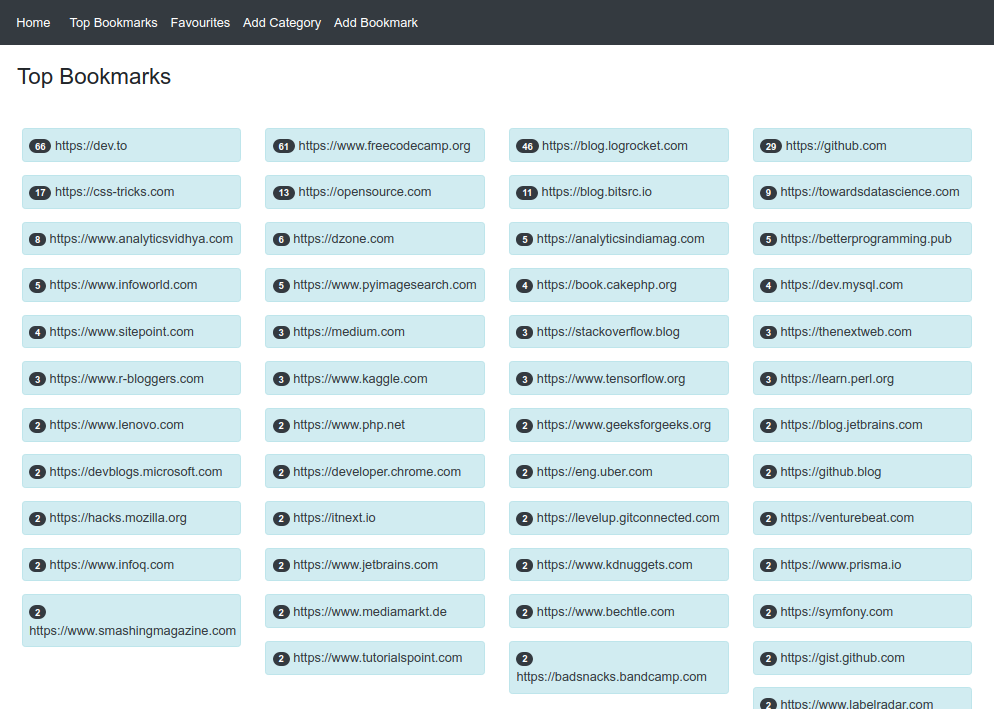 Home Top Bookmarks Favourites Add Category Add Bookmark
Top Bookmarks
66 https://dev.to
61 https://www.freecodecamp.org
46 https://blog.logrocket.com
29 https://github.com
17 https://css-tricks.com
13 https://opensource.com
11 https://blog.bitsrc.io
9 https://towardsdatascience.com
8 https://www.analyticsvidhya.com
6 https://dzone.com
5 https://analyticsindiamag.com
5 https://betterprogramming.pub
5 https://www.infoworld.com
5 https://www.pyimagesearch.com
4 https://book.cakephp.org
4 https://dev.mysql.com
4 https://www.sitepoint.com
3 https://medium.com
3 https://stackoverflow.blog
3 https://thenextweb.com
3 https://www.r-bloggers.com
3 https://www.kaggle.com
3 https://www.tensorflow.org
3 https://learn.perl.org
2 https://www.lenovo.com
2 https://www.php.net
2 https://www.geeksforgeeks.org
2 https://blog.jetbrains.com
2 https://devblogs.microsoft.com
2 https://developer.chrome.com
2 https://eng.uber.com
2 https://github.blog
2 https://hacks.mozilla.org
2 https://itnext.io
2 https://levelup.gitconnected.com
2 https://venturebeat.com
2 https://www.infoq.com
2 https://www.jetbrains.com
2 https://www.kdnuggets.com
2 https://www.prisma.io
2
https://www.smashingmagazine.com
2 https://www.mediamarkt.de
2 https://www.bechtle.com
2 https://symfony.com
2 https://www.tutorialspoint.com
2
https://badsnacks.bandcamp.com
2 https://gist.github.com
2 https://www.labelradar.com